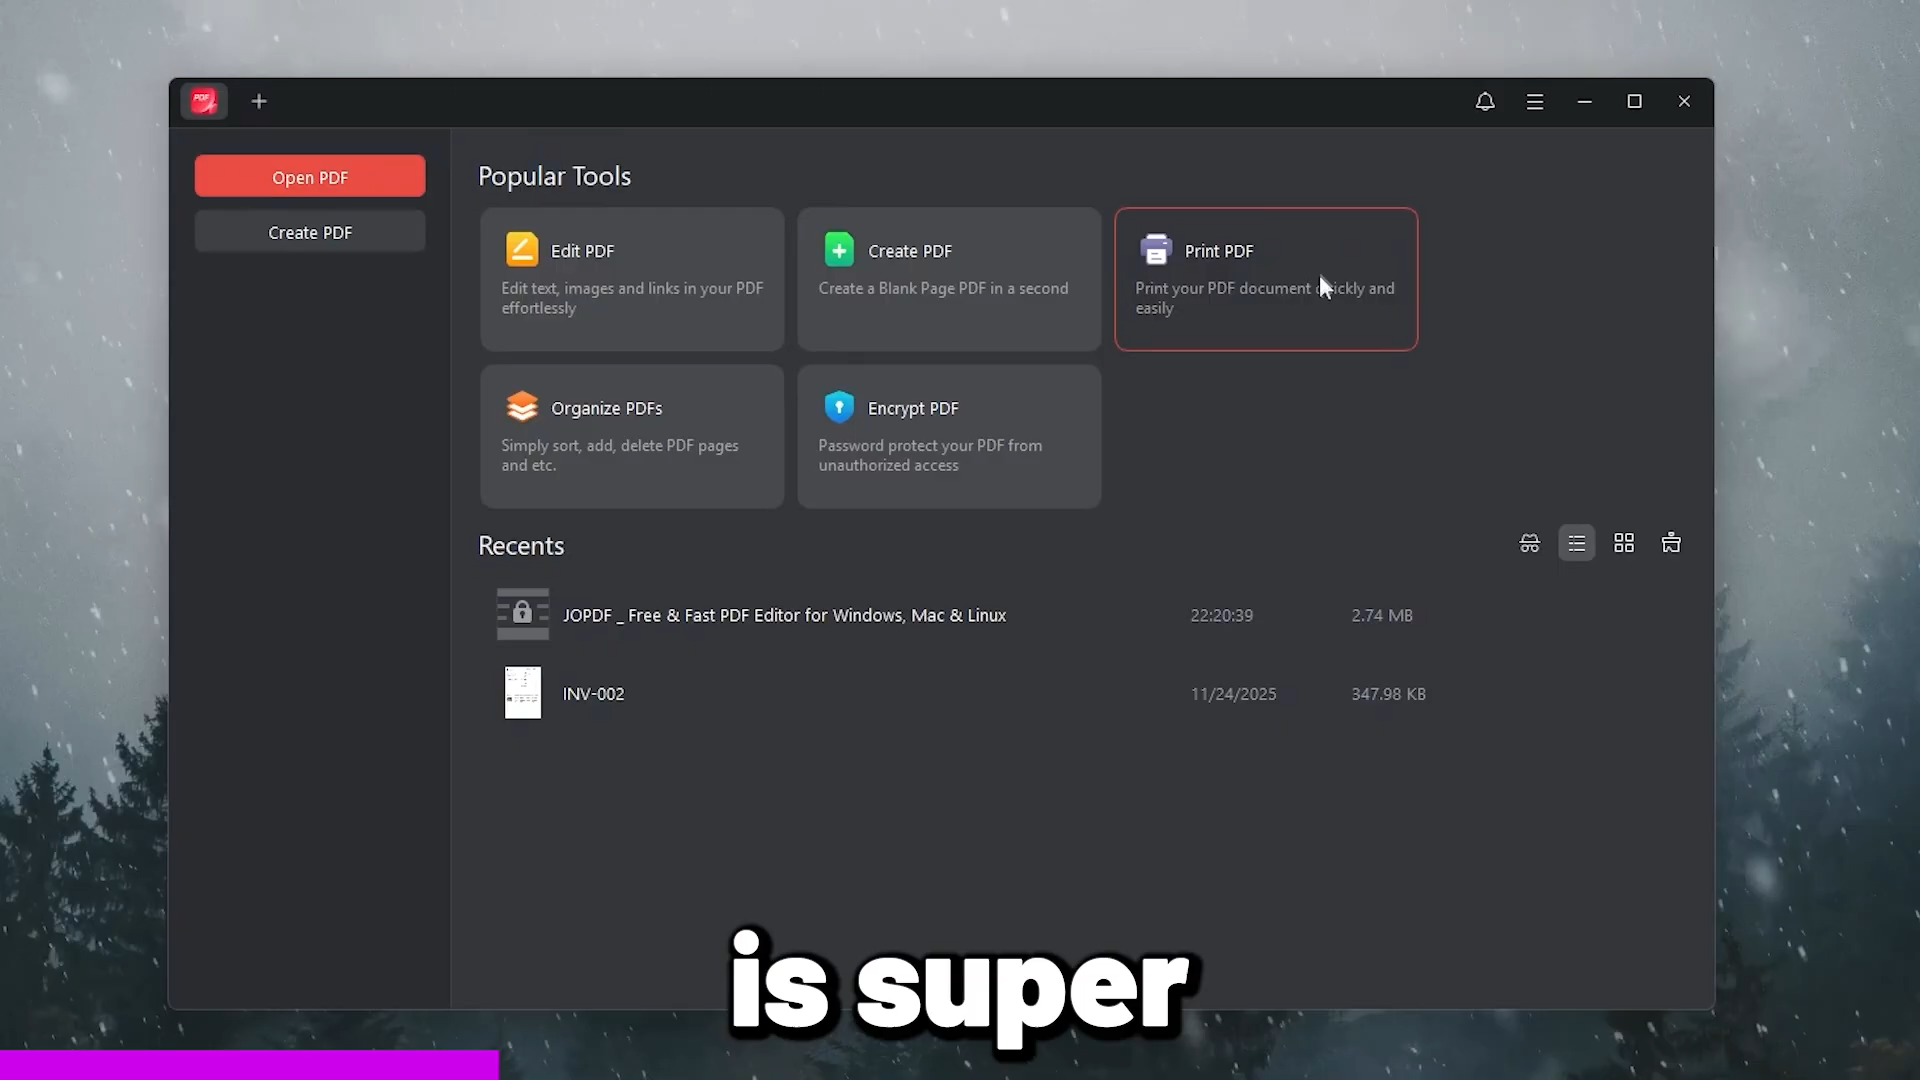 PDF
Open PDF
Create PDF
Popular Tools
Edit PDF
Edit text, images and links in your PDF
effortlessly
Create PDF
Create a Blank Page PDF in a second
Print PDF
Print your PDF document quickly and
easily
Organize PDFs
Simply sort, add, delete PDF pages
and etc.
Encrypt PDF
Password protect your PDF from
unauthorized access
Recents
JOPDF _ Free & Fast PDF Editor for Windows, Mac & Linux 22:20:39 2.74 MB
INV-002 11/24/2025 347.98 KB
is super